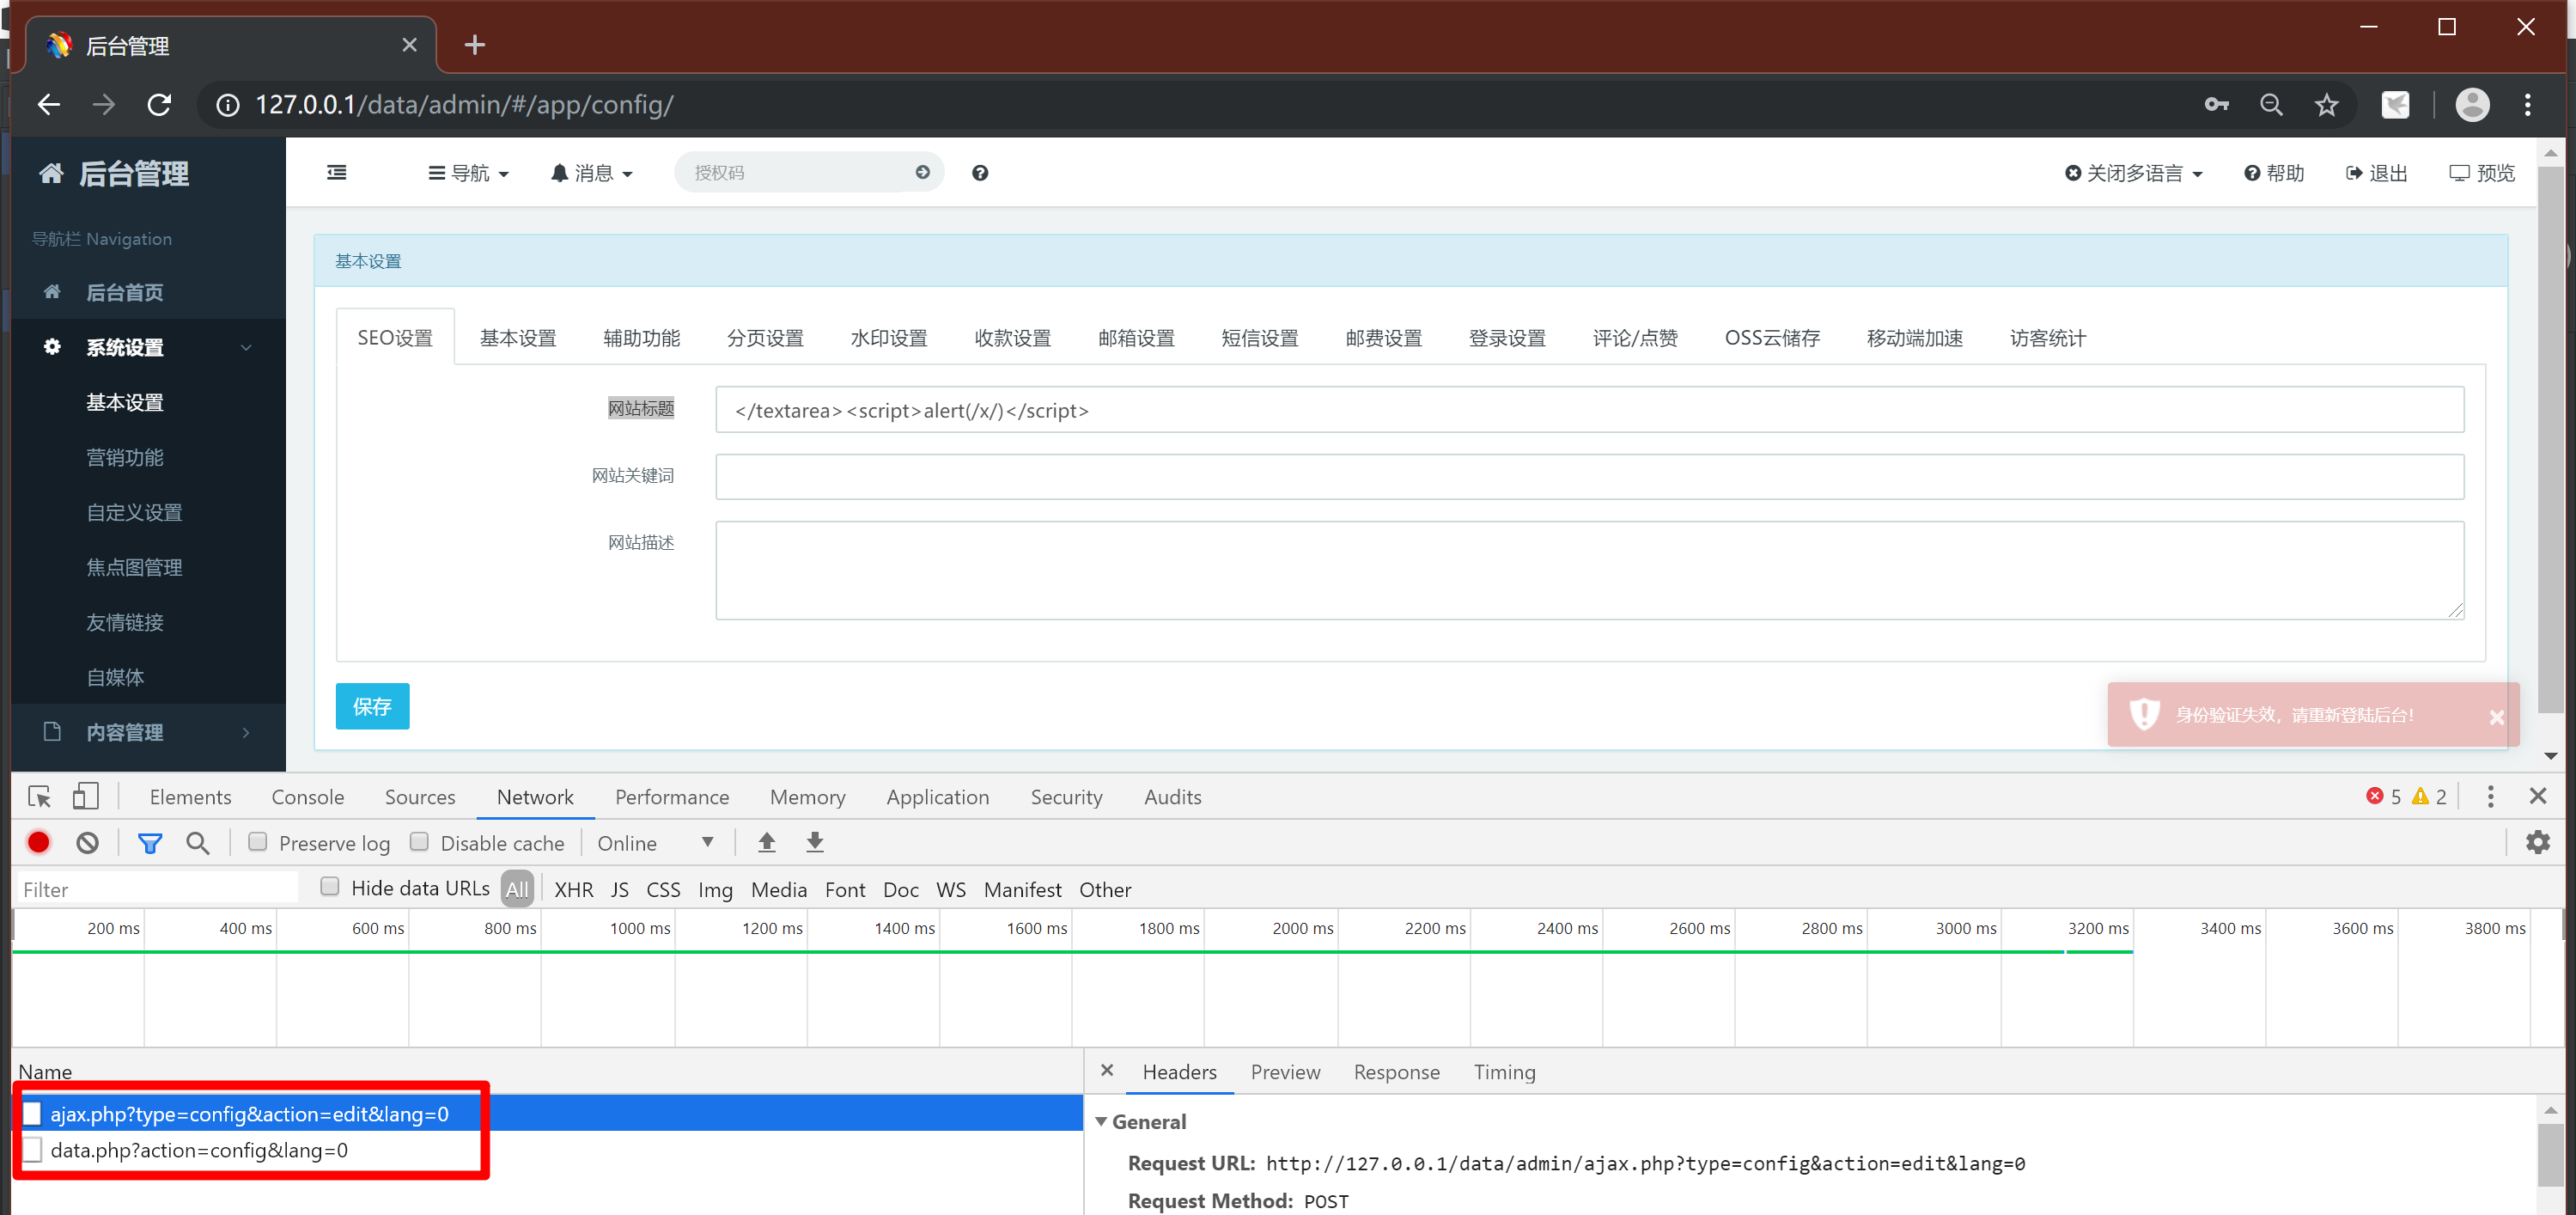 后台管理
127.0.0.1/data/admin/#/app/config/
后台管理
导航 消息 授权码 关闭多语言 帮助 退出 预览
导航栏 Navigation
后台首页
系统设置
基本设置
营销功能
自定义设置
焦点图管理
友情链接
自媒体
内容管理
基本设置
SEO设置 基本设置 辅助功能 分页设置 水印设置 收款设置 邮箱设置 短信设置 邮费设置 登录设置 评论/点赞 OSS云储存 移动端加速 访客统计
网站标题 </textarea><script>alert(/x/)</script>
网站关键词
网站描述
保存
身份验证失效，请重新登陆后台！
Elements Console Sources Network Performance Memory Application Security Audits 5 2
Preserve log Disable cache Online
Filter Hide data URLs All XHR JS CSS Img Media Font Doc WS Manifest Other
200 ms 400 ms 600 ms 800 ms 1000 ms 1200 ms 1400 ms 1600 ms 1800 ms 2000 ms 2200 ms 2400 ms 2600 ms 2800 ms 3000 ms 3200 ms 3400 ms 3600 ms 3800 ms
Name
ajax.php?type=config&action=edit&lang=0
data.php?action=config&lang=0
Headers Preview Response Timing
General
Request URL: http://127.0.0.1/data/admin/ajax.php?type=config&action=edit&lang=0
Request Method: POST